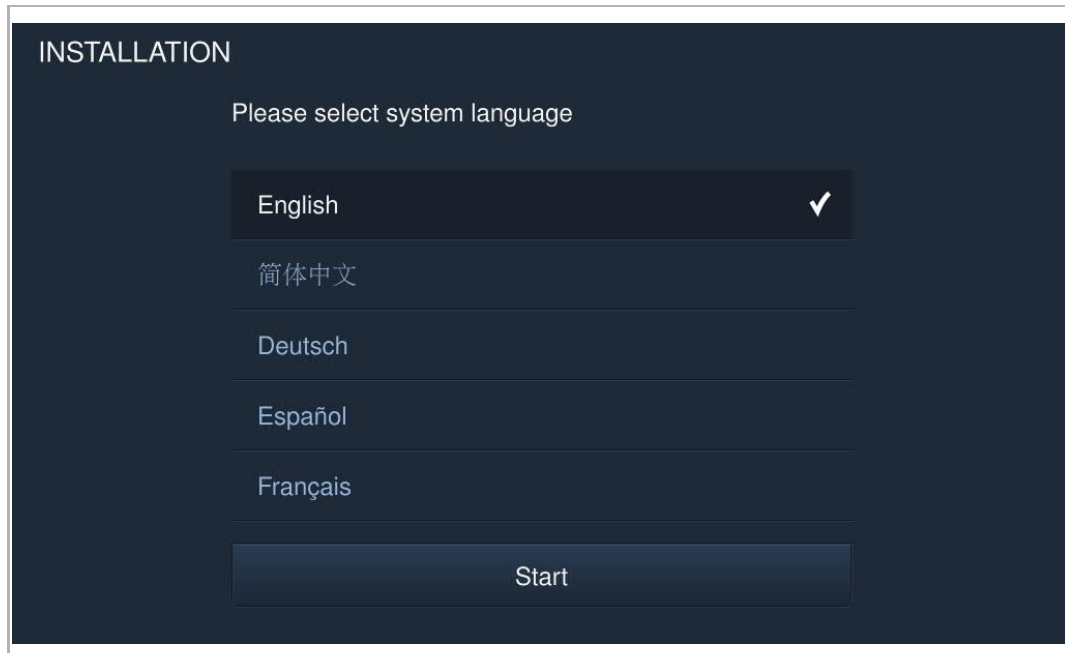 INSTALLATION
Please select system language
English
简体中文
Deutsch
Español
Français
Start